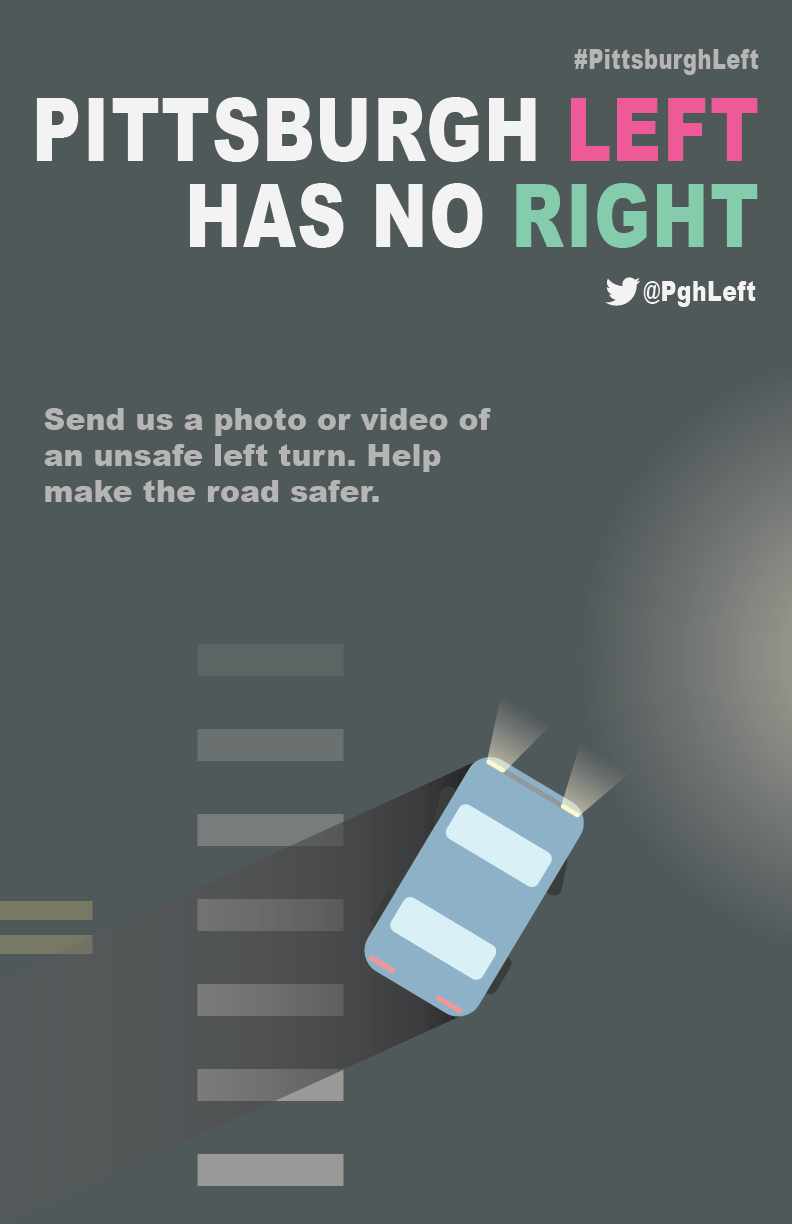 #PittsburghLeft
PITTSBURGH LEFT
HAS NO RIGHT
@PghLeft
Send us a photo or video of
an unsafe left turn. Help
make the road safer.